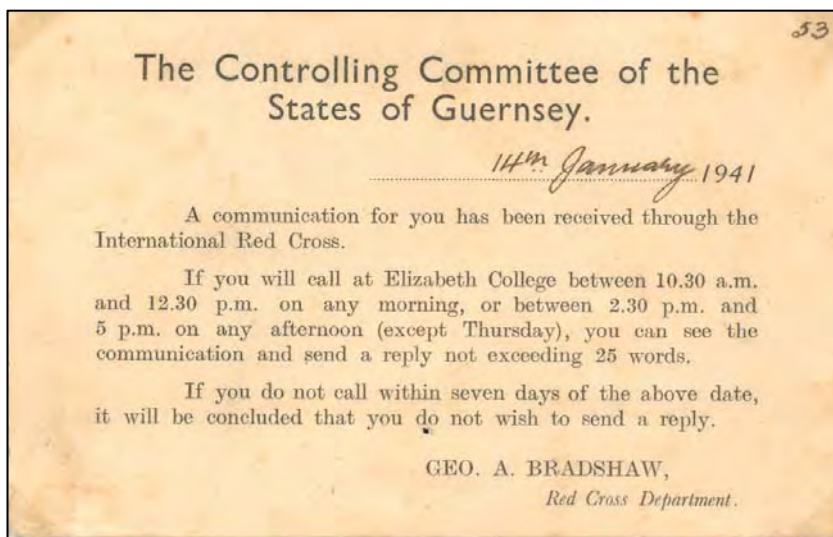 53
The Controlling Committee of the
States of Guernsey.
14th January 1941
A communication for you has been received through the
International Red Cross.
If you will call at Elizabeth College between 10.30 a.m.
and 12.30 p.m. on any morning, or between 2.30 p.m. and
5 p.m. on any afternoon (except Thursday), you can see the
communication and send a reply not exceeding 25 words.
If you do not call within seven days of the above date,
it will be concluded that you do not wish to send a reply.
GEO. A. BRADSHAW,
Red Cross Department.